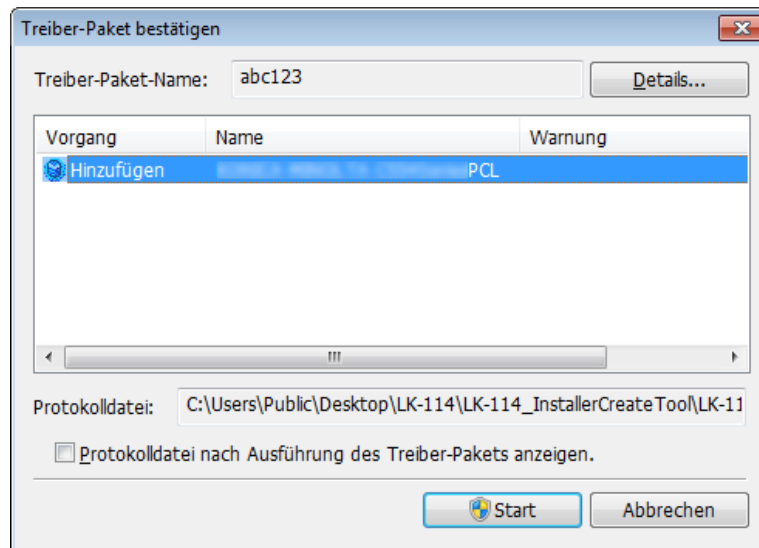 Treiber-Paket bestätigen
Treiber-Paket-Name: abc123 Details...
Vorgang Name Warnung
Hinzufügen PCL
Protokolldatei: C:\Users\Public\Desktop\LK-114\LK-114_InstallerCreateTool\LK-11
Protokolldatei nach Ausführung des Treiber-Pakets anzeigen.
Start Abbrechen